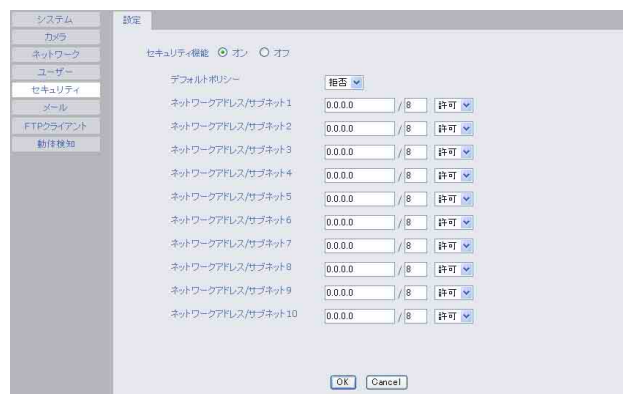 システム
カメラ
ネットワーク
ユーザー
セキュリティ
メール
FTPクライアント
動体検知
設定
セキュリティ機能 オン オフ
デフォルトポリシー 拒否
ネットワークアドレス/サブネット1 0.0.0.0 / 8 許可
ネットワークアドレス/サブネット2 0.0.0.0 / 8 許可
ネットワークアドレス/サブネット3 0.0.0.0 / 8 許可
ネットワークアドレス/サブネット4 0.0.0.0 / 8 許可
ネットワークアドレス/サブネット5 0.0.0.0 / 8 許可
ネットワークアドレス/サブネット6 0.0.0.0 / 8 許可
ネットワークアドレス/サブネット7 0.0.0.0 / 8 許可
ネットワークアドレス/サブネット8 0.0.0.0 / 8 許可
ネットワークアドレス/サブネット9 0.0.0.0 / 8 許可
ネットワークアドレス/サブネット10 0.0.0.0 / 8 許可
OK Cancel